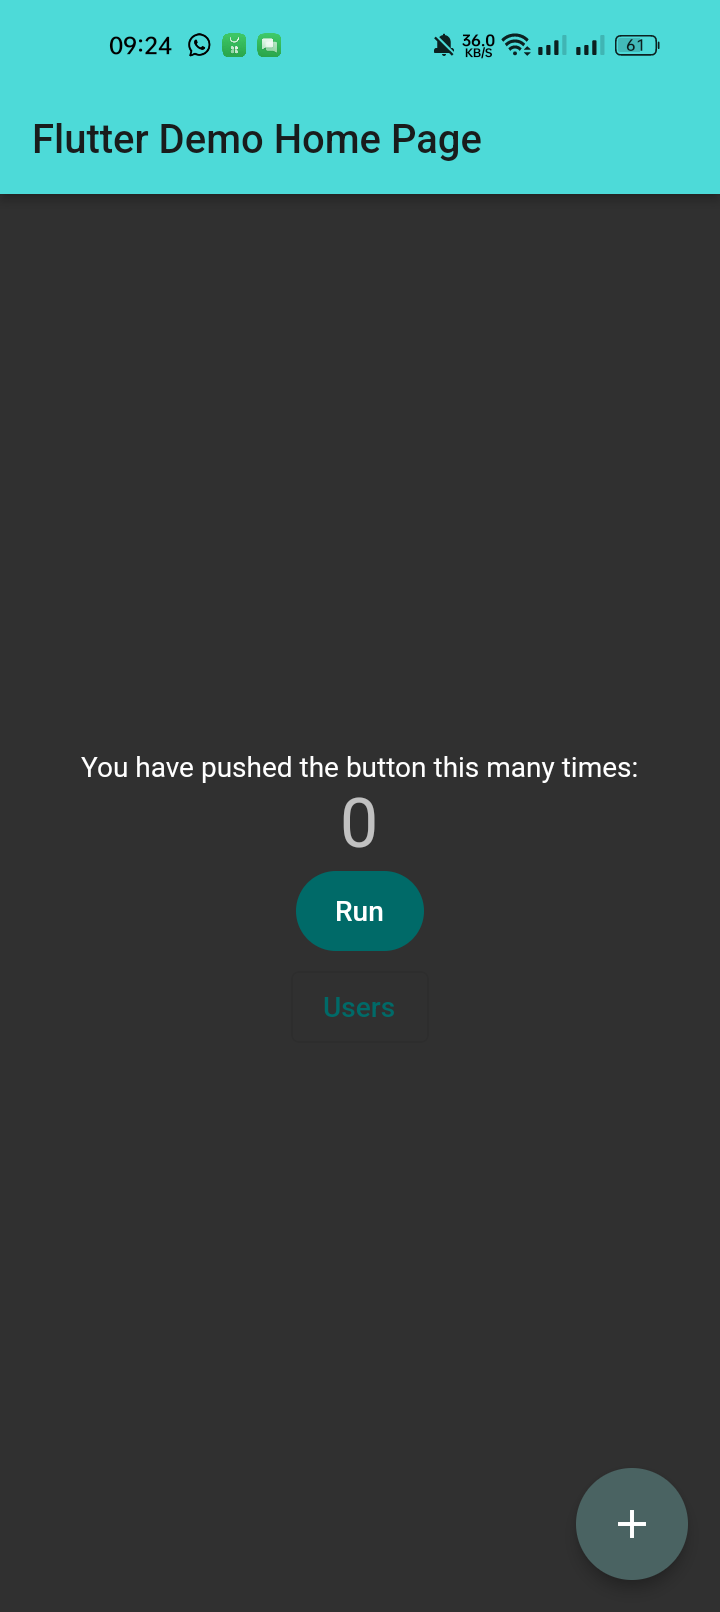 09:24
36.0
KB/S
61
Flutter Demo Home Page
You have pushed the button this many times:
0
Run
Users